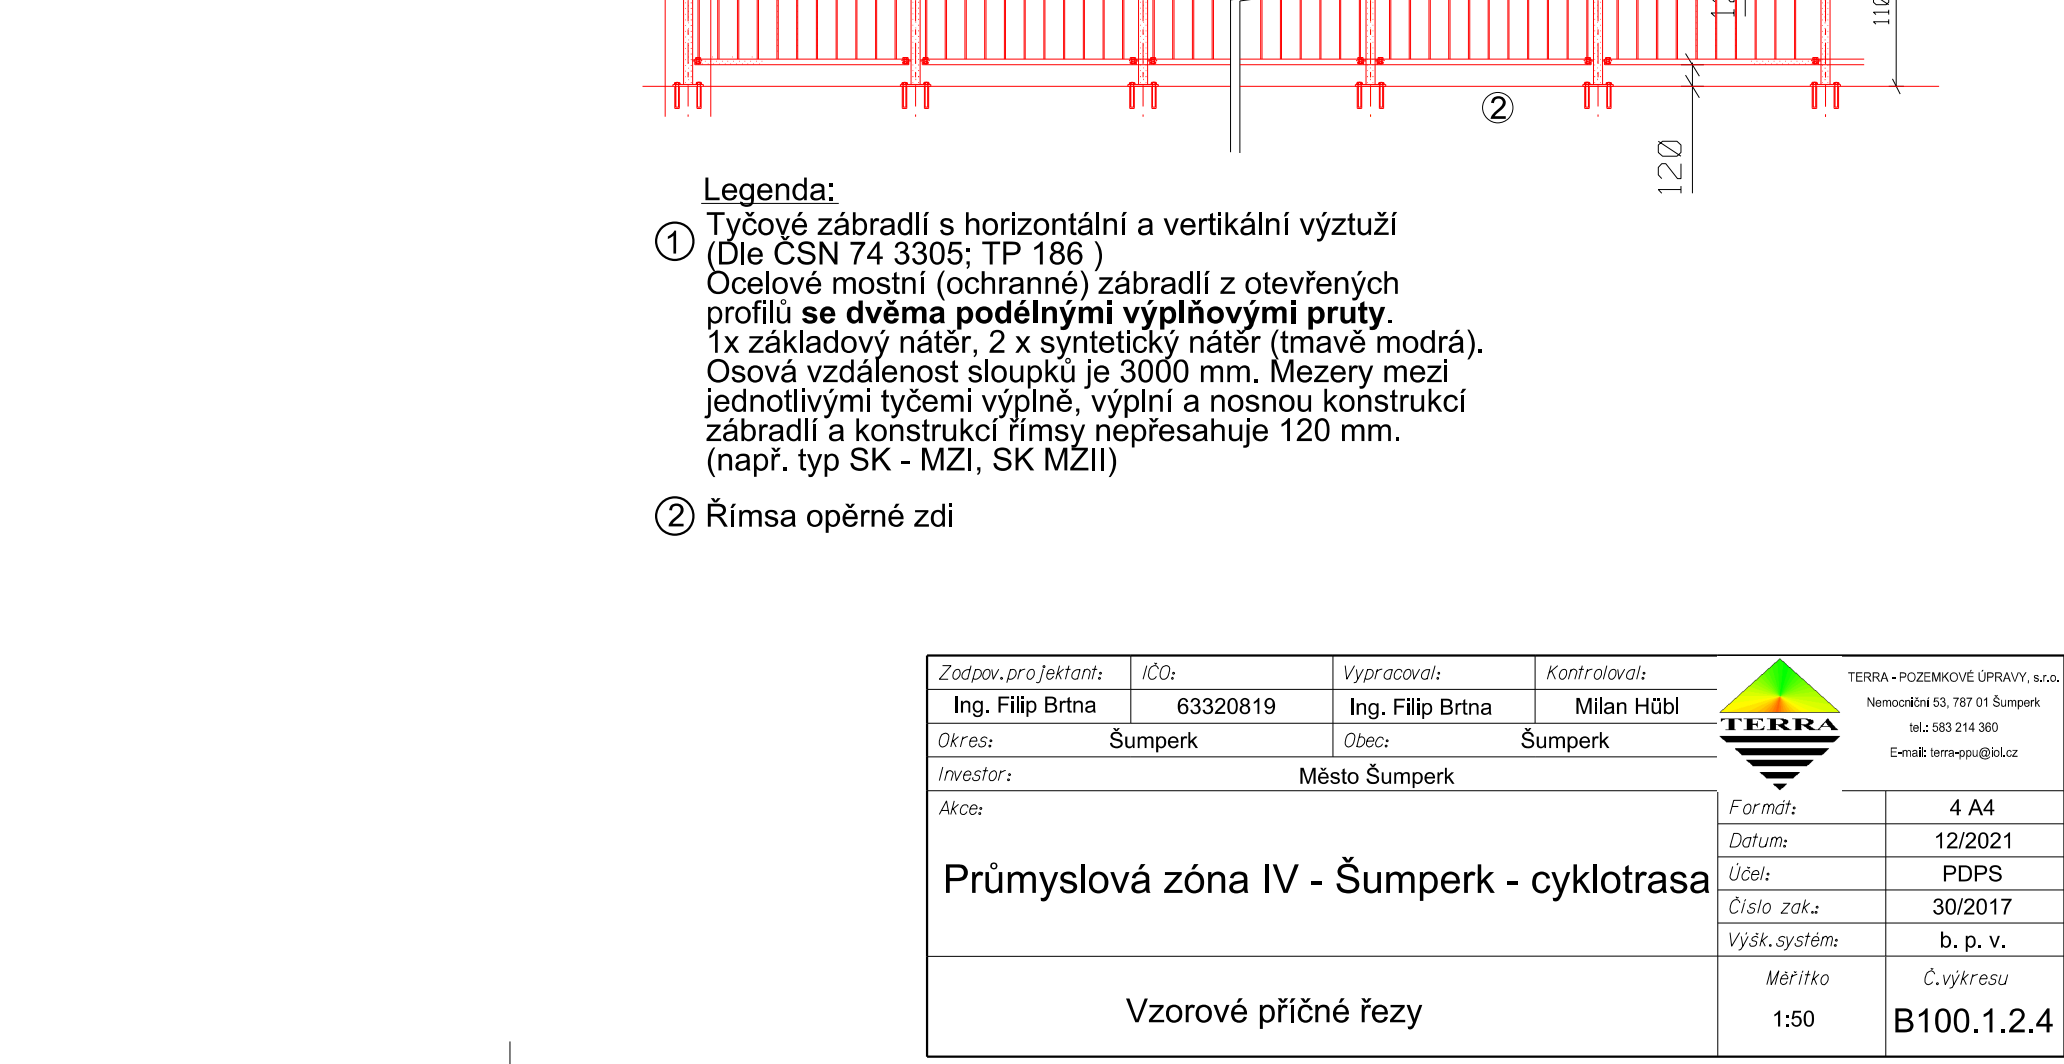 ②
120
Legenda:
① Tyčové zábradlí s horizontální a vertikální výztuží
(Dle ČSN 74 3305; TP 186 )
Ocelové mostní (ochranné) zábradlí z otevřených
profilů se dvěma podélnými výplňovými pruty.
1x základový nátěr, 2 x syntetický nátěr (tmavě modrá).
Osová vzdálenost sloupků je 3000 mm. Mezery mezi
jednotlivými tyčemi výplně, výplní a nosnou konstrukcí
zábradlí a konstrukcí římsy nepřesahuje 120 mm.
(např. typ SK - MZI, SK MZII)
② Římsa opěrné zdi
Zodpov.projektant: IČO: Vypracoval: Kontroloval:
Ing. Filip Brtna 63320819 Ing. Filip Brtna Milan Hübl
Okres: Šumperk Obec: Šumperk
Investor: Město Šumperk
TERRA
TERRA - POZEMKOVÉ ÚPRAVY, s.r.o.
Nemocniční 53, 787 01 Šumperk
tel.: 583 214 360
E-mail: terra-ppu@iol.cz
Akce:
Průmyslová zóna IV - Šumperk - cyklotrasa
Formát: 4 A4
Datum: 12/2021
Účel: PDPS
Číslo zak.: 30/2017
Výšk.systém: b. p. v.
Vzorové příčné řezy
Měřítko
1:50
Č.výkresu
B100.1.2.4